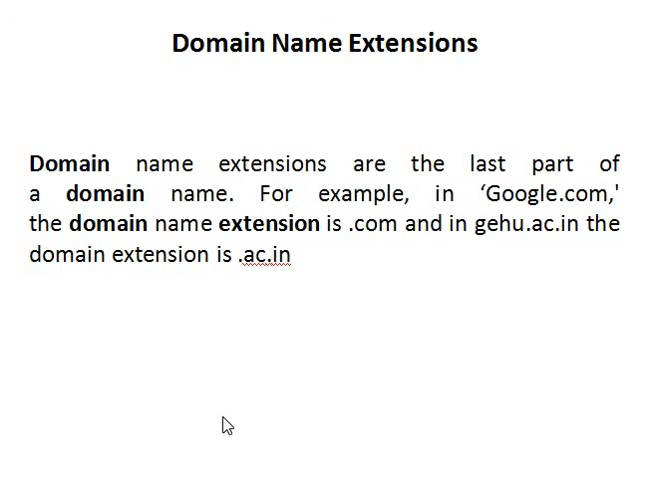 Domain Name Extensions
Domain name extensions are the last part of
a domain name. For example, in ‘Google.com,'
the domain name extension is .com and in gehu.ac.in the
domain extension is .ac.in